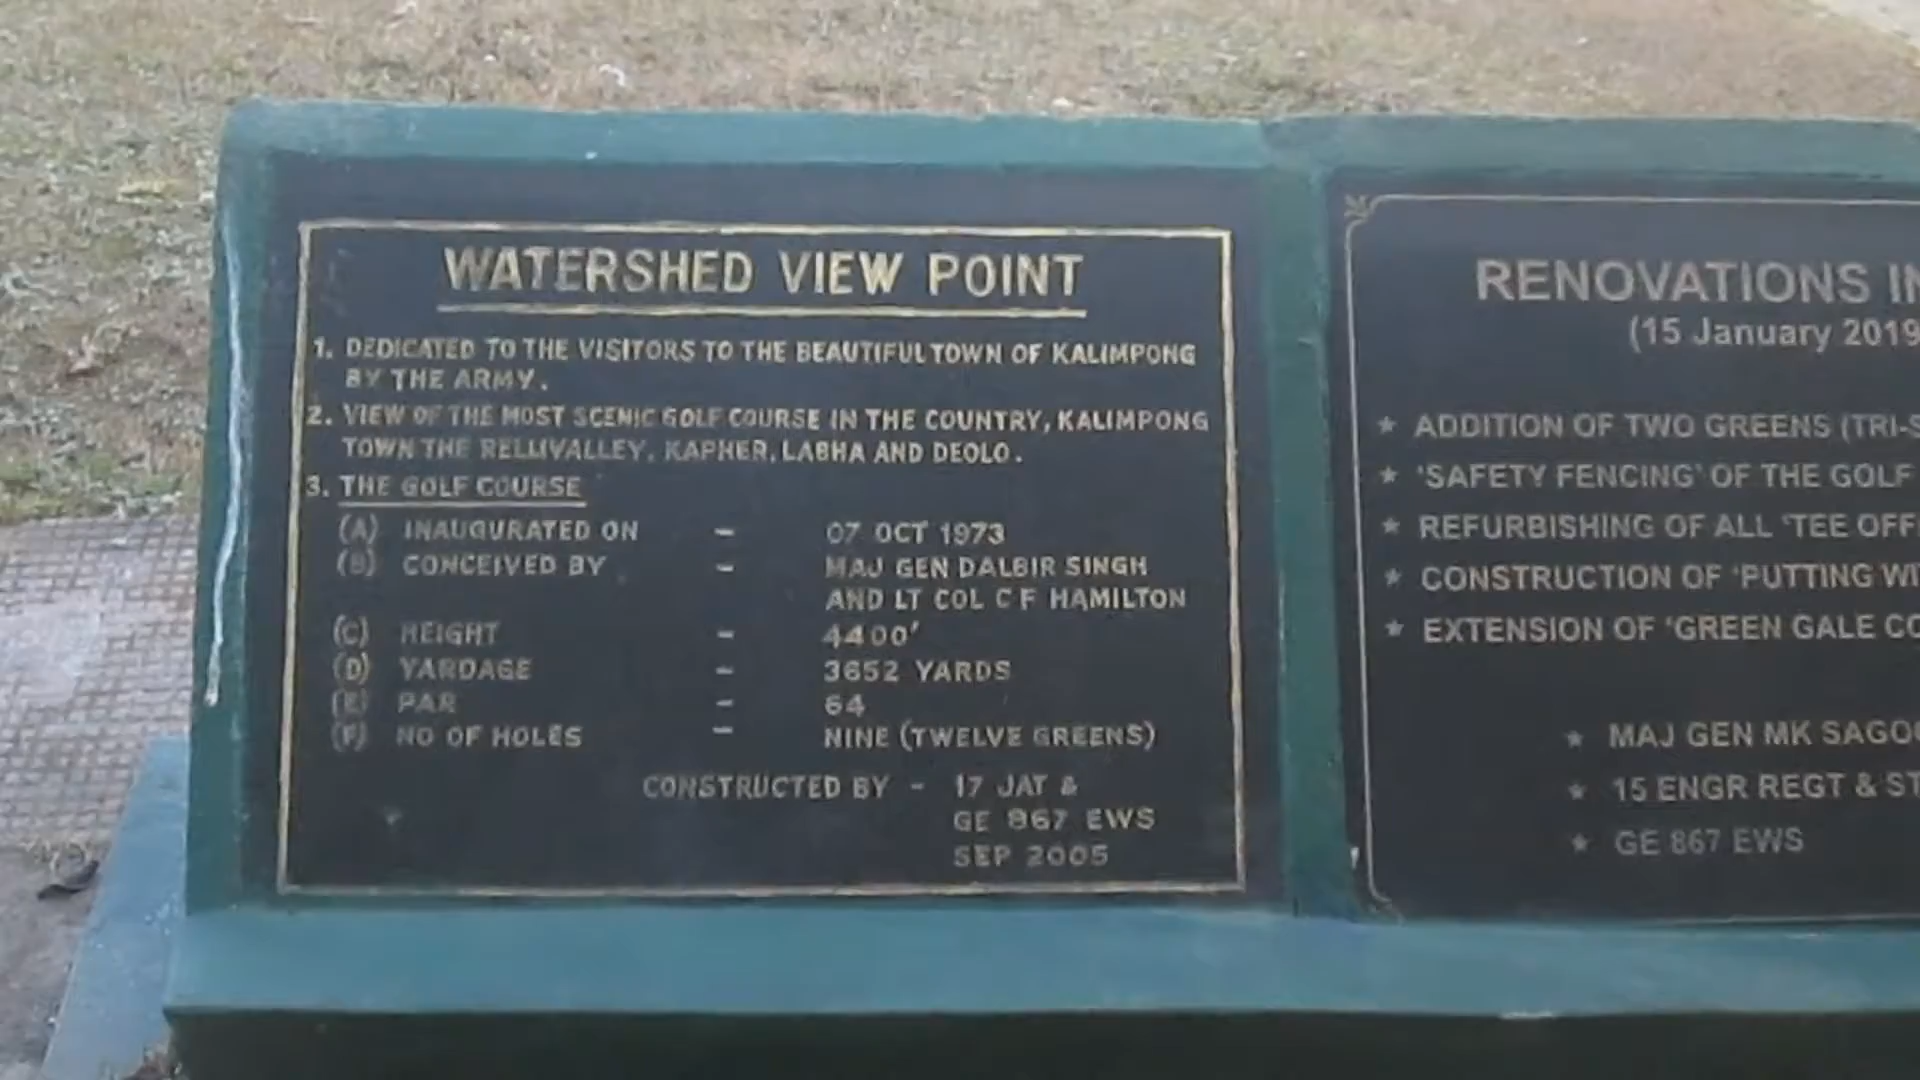 WATERSHED VIEW POINT
1. DEDICATED TO THE VISITORS TO THE BEAUTIFUL TOWN OF KALIMPONG
BY THE ARMY.
2. VIEW OF THE MOST SCENIC GOLF COURSE IN THE COUNTRY, KALIMPONG
TOWN THE RELLIVALLEY, KAPHER, LABHA AND DEOLO.
3. THE GOLF COURSE
(A) INAUGURATED ON - 07 OCT 1973
(B) CONCEIVED BY - MAJ GEN DALBIR SINGH
AND LT COL C F HAMILTON
(C) HEIGHT - 4400'
(D) YARDAGE - 3652 YARDS
(E) PAR - 64
(F) NO OF HOLES - NINE (TWELVE GREENS)
CONSTRUCTED BY - 17 JAT &
GE 867 EWS
SEP 2005
RENOVATIONS IN
(15 January 2019
★ ADDITION OF TWO GREENS (TRI-S
★ 'SAFETY FENCING' OF THE GOLF
★ REFURBISHING OF ALL 'TEE OFF
★ CONSTRUCTION OF 'PUTTING WI
★ EXTENSION OF 'GREEN GALE CO
★ MAJ GEN MK SAGO
★ 15 ENGR REGT & ST
★ GE 867 EWS